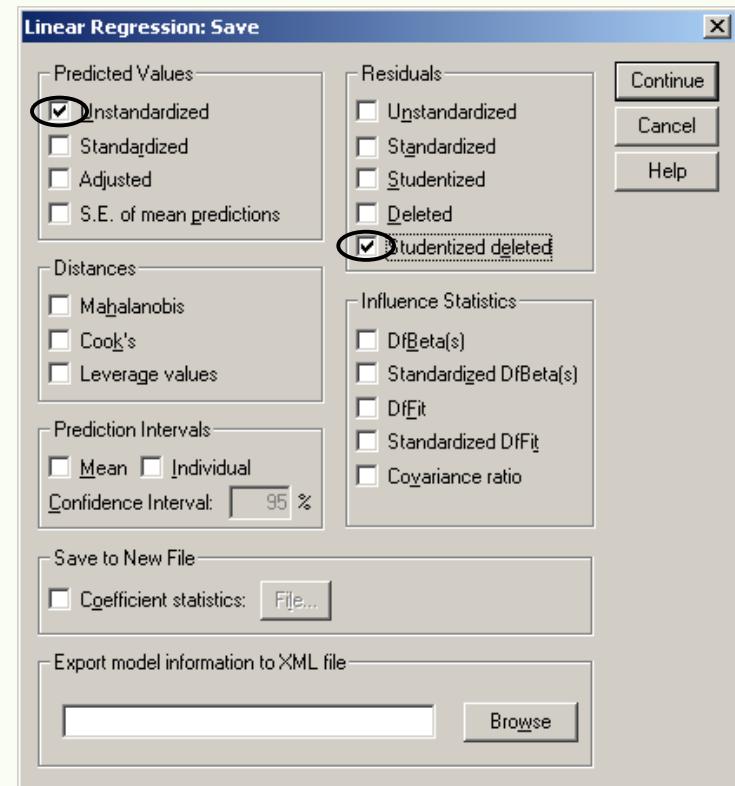 Linear Regression: Save
Predicted Values
Unstandardized
Standardized
Adjusted
S.E. of mean predictions
Residuals
Unstandardized
Standardized
Studentized
Deleted
Studentized deleted
Continue
Cancel
Help
Distances
Mahalanobis
Cook's
Leverage values
Influence Statistics
DfBeta(s)
Standardized DfBeta(s)
DfFit
Standardized DfFit
Covariance ratio
Prediction Intervals
Mean Individual
Confidence Interval: 95 %
Save to New File
Coefficient statistics: File...
Export model information to XML file
Browse